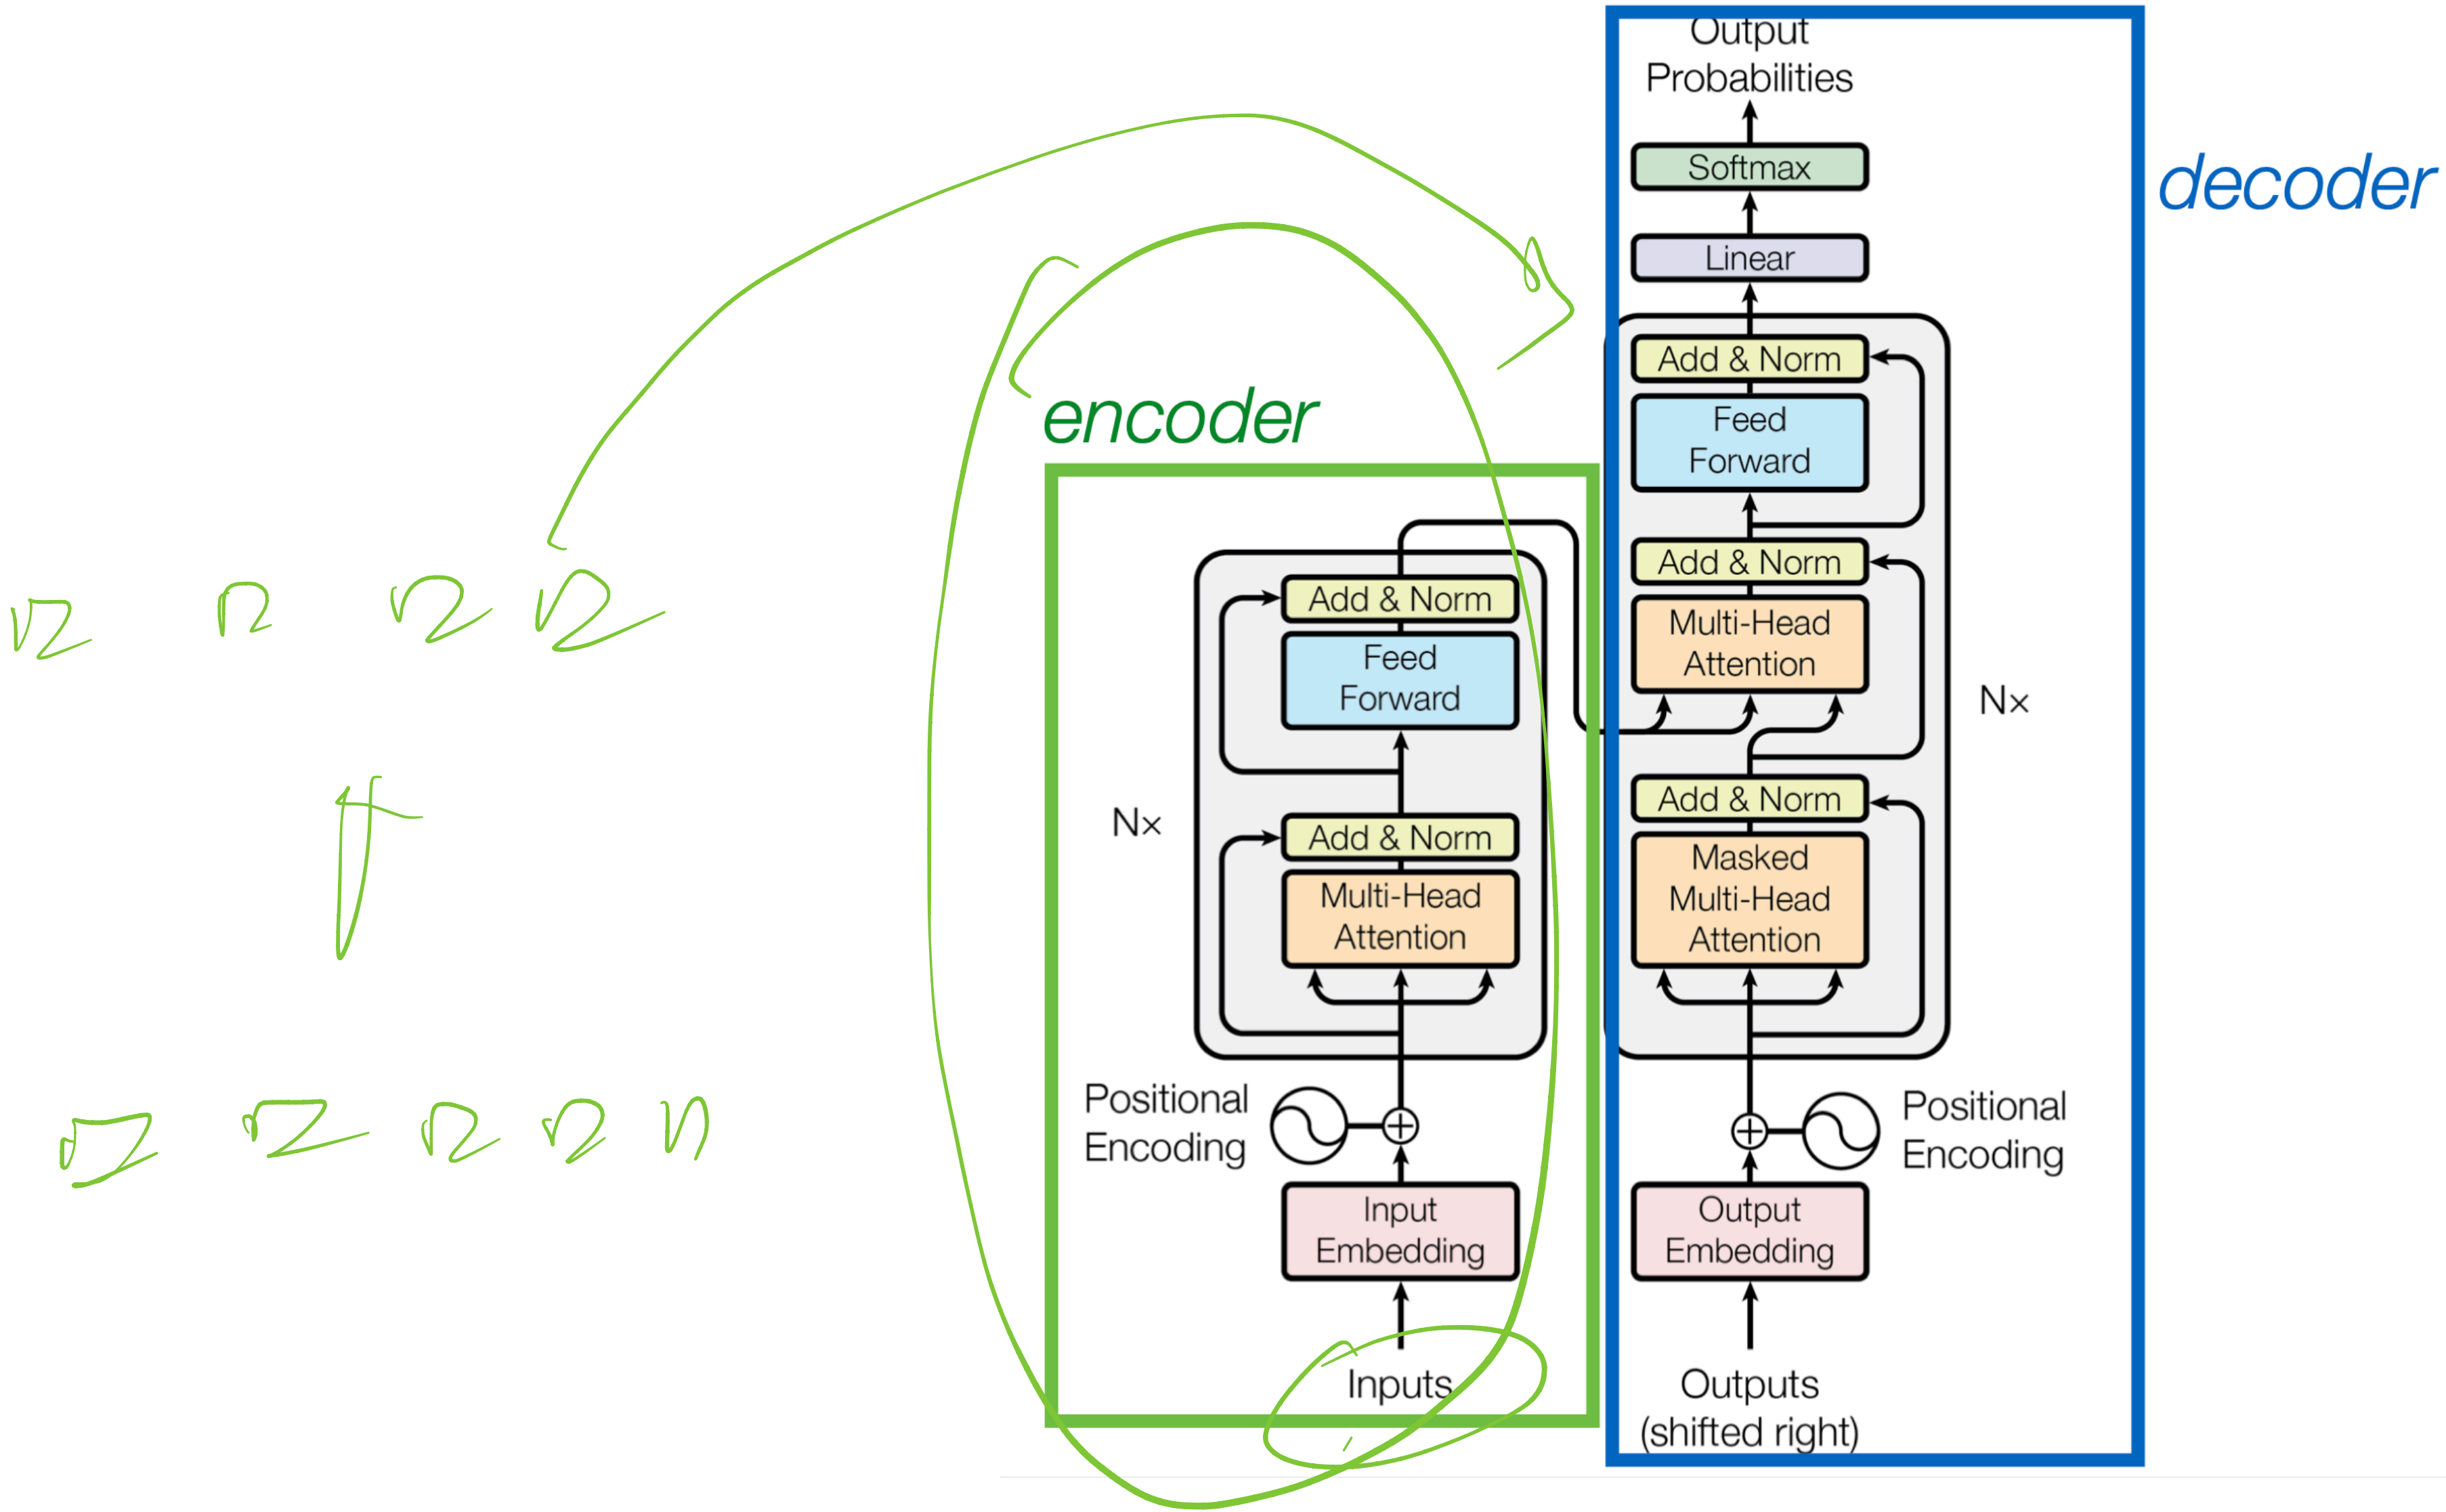 encoder
Add & Norm
Feed
Forward
Add & Norm
Multi-Head
Attention
N×
Positional
Encoding
Input
Embedding
Inputs
decoder
Output
Probabilities
Softmax
Linear
Add & Norm
Feed
Forward
Add & Norm
Multi-Head
Attention
N×
Add & Norm
Masked
Multi-Head
Attention
Positional
Encoding
Output
Embedding
Outputs
(shifted right)